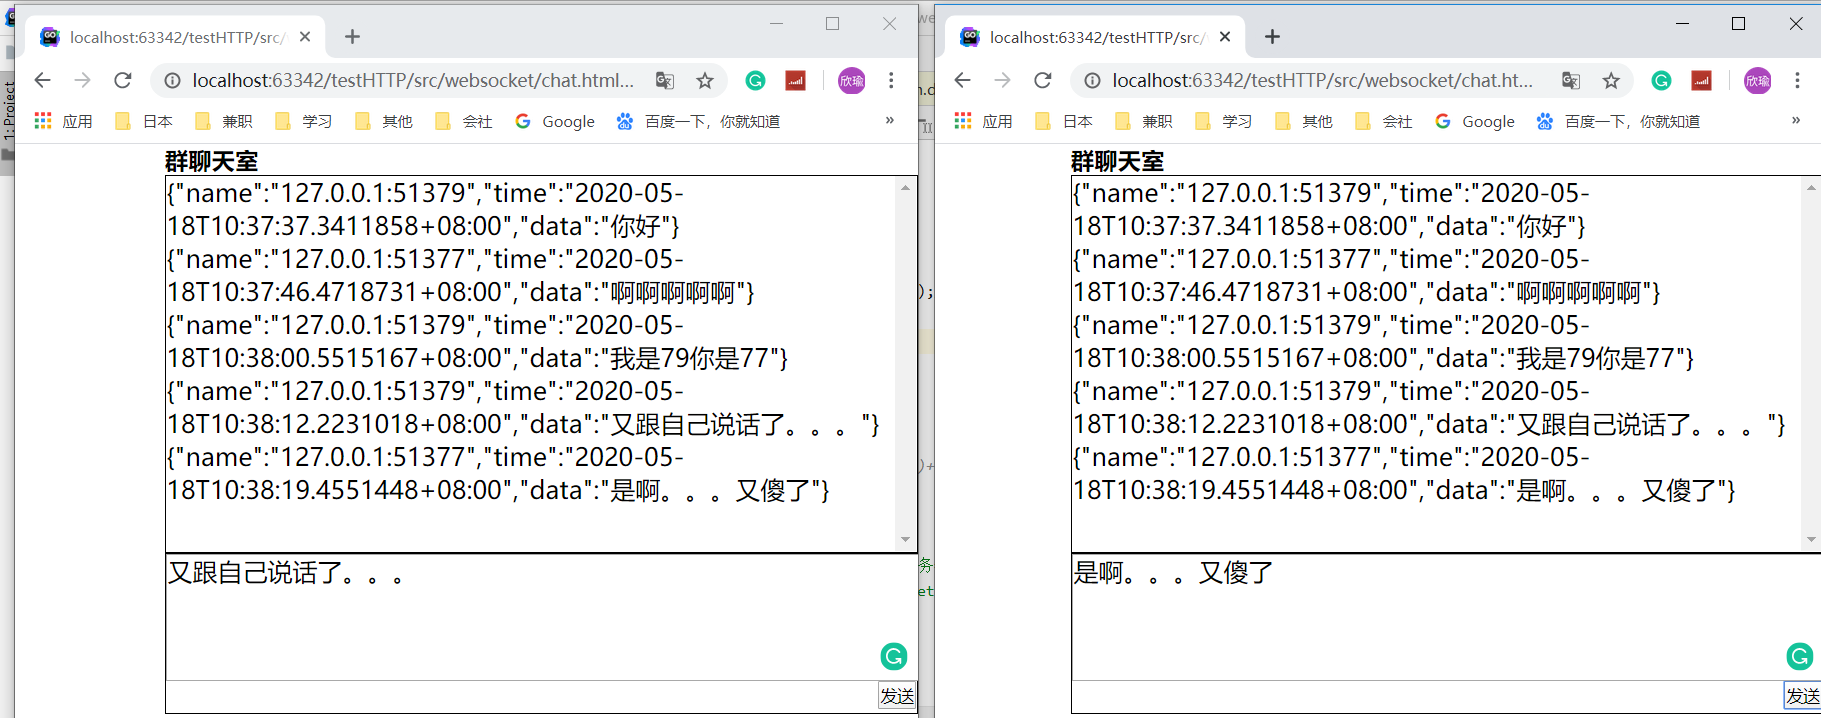 localhost:63342/testHTTP/src/
localhost:63342/testHTTP/src/websocket/chat.html...
欣瑜
应用 日本 兼职 学习 其他 会社 Google 百度一下，你就知道 »
群聊天室
{"name":"127.0.0.1:51379","time":"2020-05-
18T10:37:37.3411858+08:00","data":"你好"}
{"name":"127.0.0.1:51377","time":"2020-05-
18T10:37:46.4718731+08:00","data":"啊啊啊啊啊"}
{"name":"127.0.0.1:51379","time":"2020-05-
18T10:38:00.5515167+08:00","data":"我是79你是77"}
{"name":"127.0.0.1:51379","time":"2020-05-
18T10:38:12.2231018+08:00","data":"又跟自己说话了。。。"}
{"name":"127.0.0.1:51377","time":"2020-05-
18T10:38:19.4551448+08:00","data":"是啊。。。又傻了"}
又跟自己说话了。。。
发送
localhost:63342/testHTTP/src/
localhost:63342/testHTTP/src/websocket/chat.ht...
欣瑜
应用 日本 兼职 学习 其他 会社 Google 百度一下，你就知道 »
群聊天室
{"name":"127.0.0.1:51379","time":"2020-05-
18T10:37:37.3411858+08:00","data":"你好"}
{"name":"127.0.0.1:51377","time":"2020-05-
18T10:37:46.4718731+08:00","data":"啊啊啊啊啊"}
{"name":"127.0.0.1:51379","time":"2020-05-
18T10:38:00.5515167+08:00","data":"我是79你是77"}
{"name":"127.0.0.1:51379","time":"2020-05-
18T10:38:12.2231018+08:00","data":"又跟自己说话了。。。"}
{"name":"127.0.0.1:51377","time":"2020-05-
18T10:38:19.4551448+08:00","data":"是啊。。。又傻了"}
是啊。。。又傻了
发送
1: Project
we
n.d
);
)+
务
et